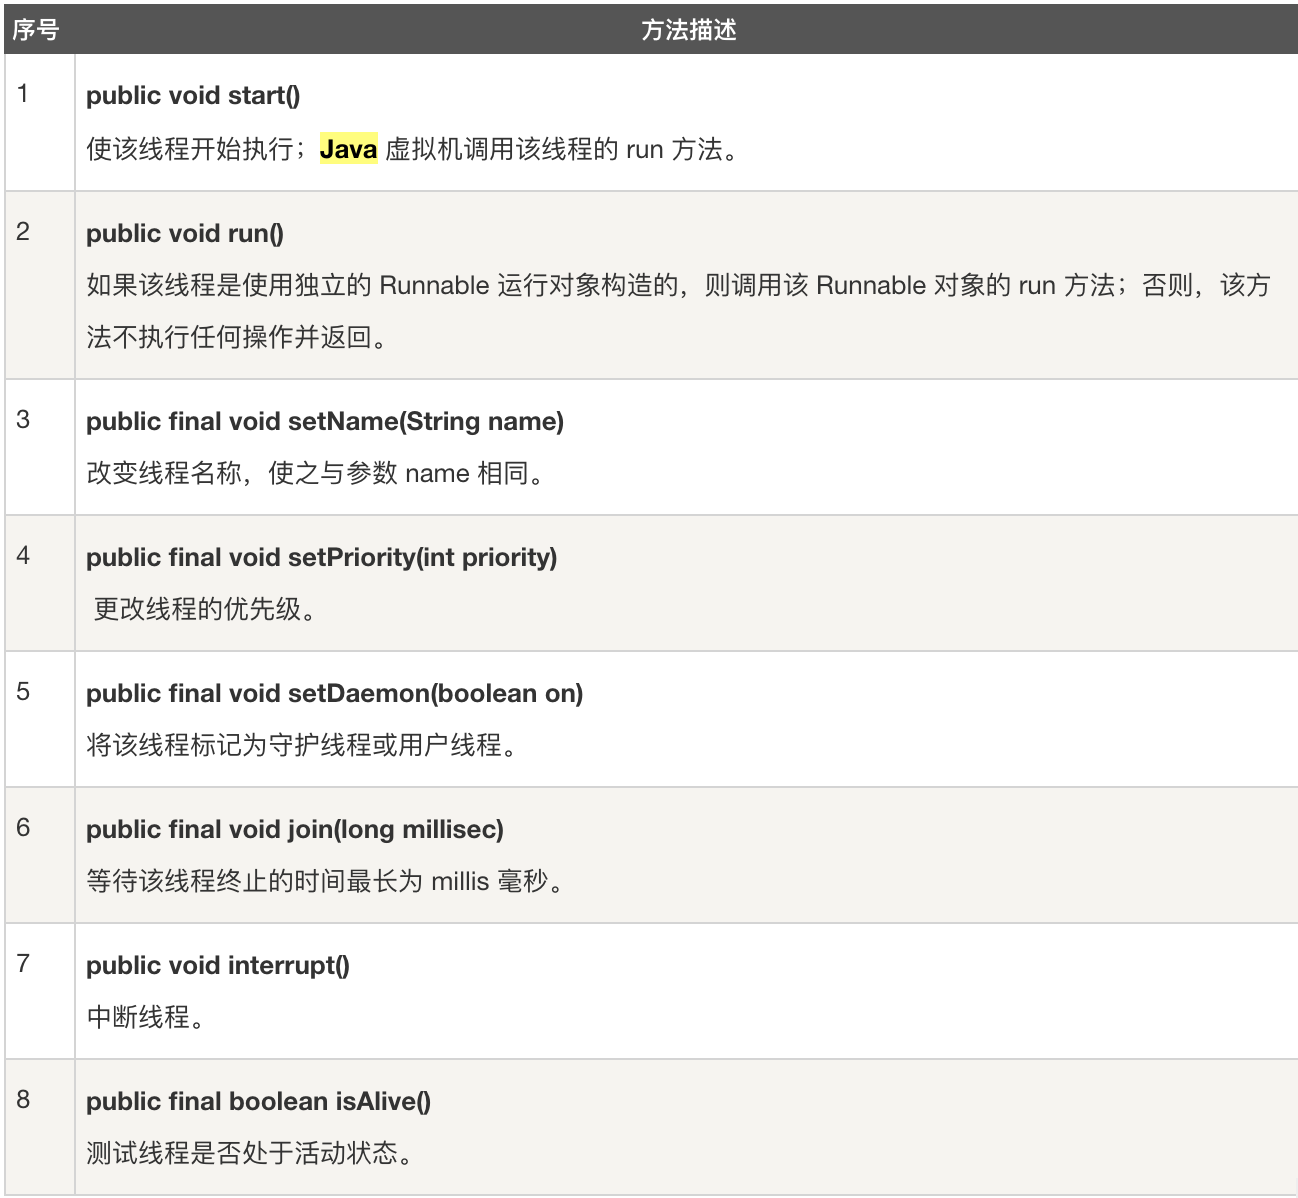 序号 方法描述
1 public void start()
使该线程开始执行；Java 虚拟机调用该线程的 run 方法。
2 public void run()
如果该线程是使用独立的 Runnable 运行对象构造的，则调用该 Runnable 对象的 run 方法；否则，该方
法不执行任何操作并返回。
3 public final void setName(String name)
改变线程名称，使之与参数 name 相同。
4 public final void setPriority(int priority)
更改线程的优先级。
5 public final void setDaemon(boolean on)
将该线程标记为守护线程或用户线程。
6 public final void join(long millisec)
等待该线程终止的时间最长为 millis 毫秒。
7 public void interrupt()
中断线程。
8 public final boolean isAlive()
测试线程是否处于活动状态。